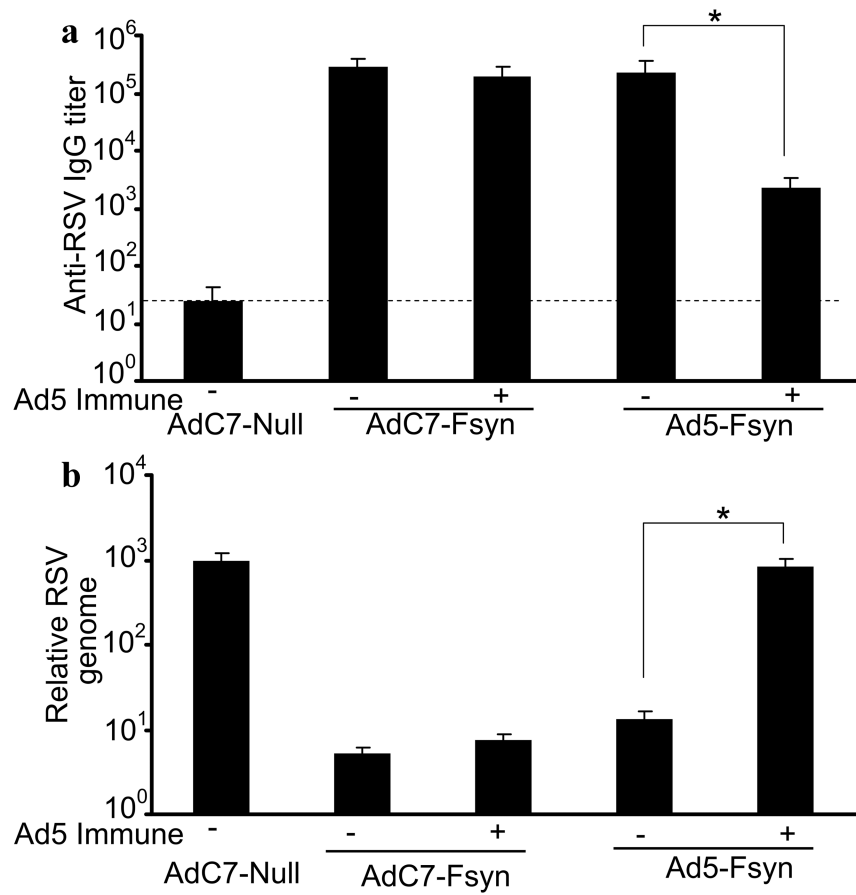 a
Anti-RSV IgG titer
10^6
10^5
10^4
10^3
10^2
10^1
10^0
*
Ad5 Immune - - + - +
AdC7-Null AdC7-Fsyn Ad5-Fsyn
b
Relative RSV
genome
10^4
10^3
10^2
10^1
10^0
*
Ad5 Immune - - + - +
AdC7-Null AdC7-Fsyn Ad5-Fsyn